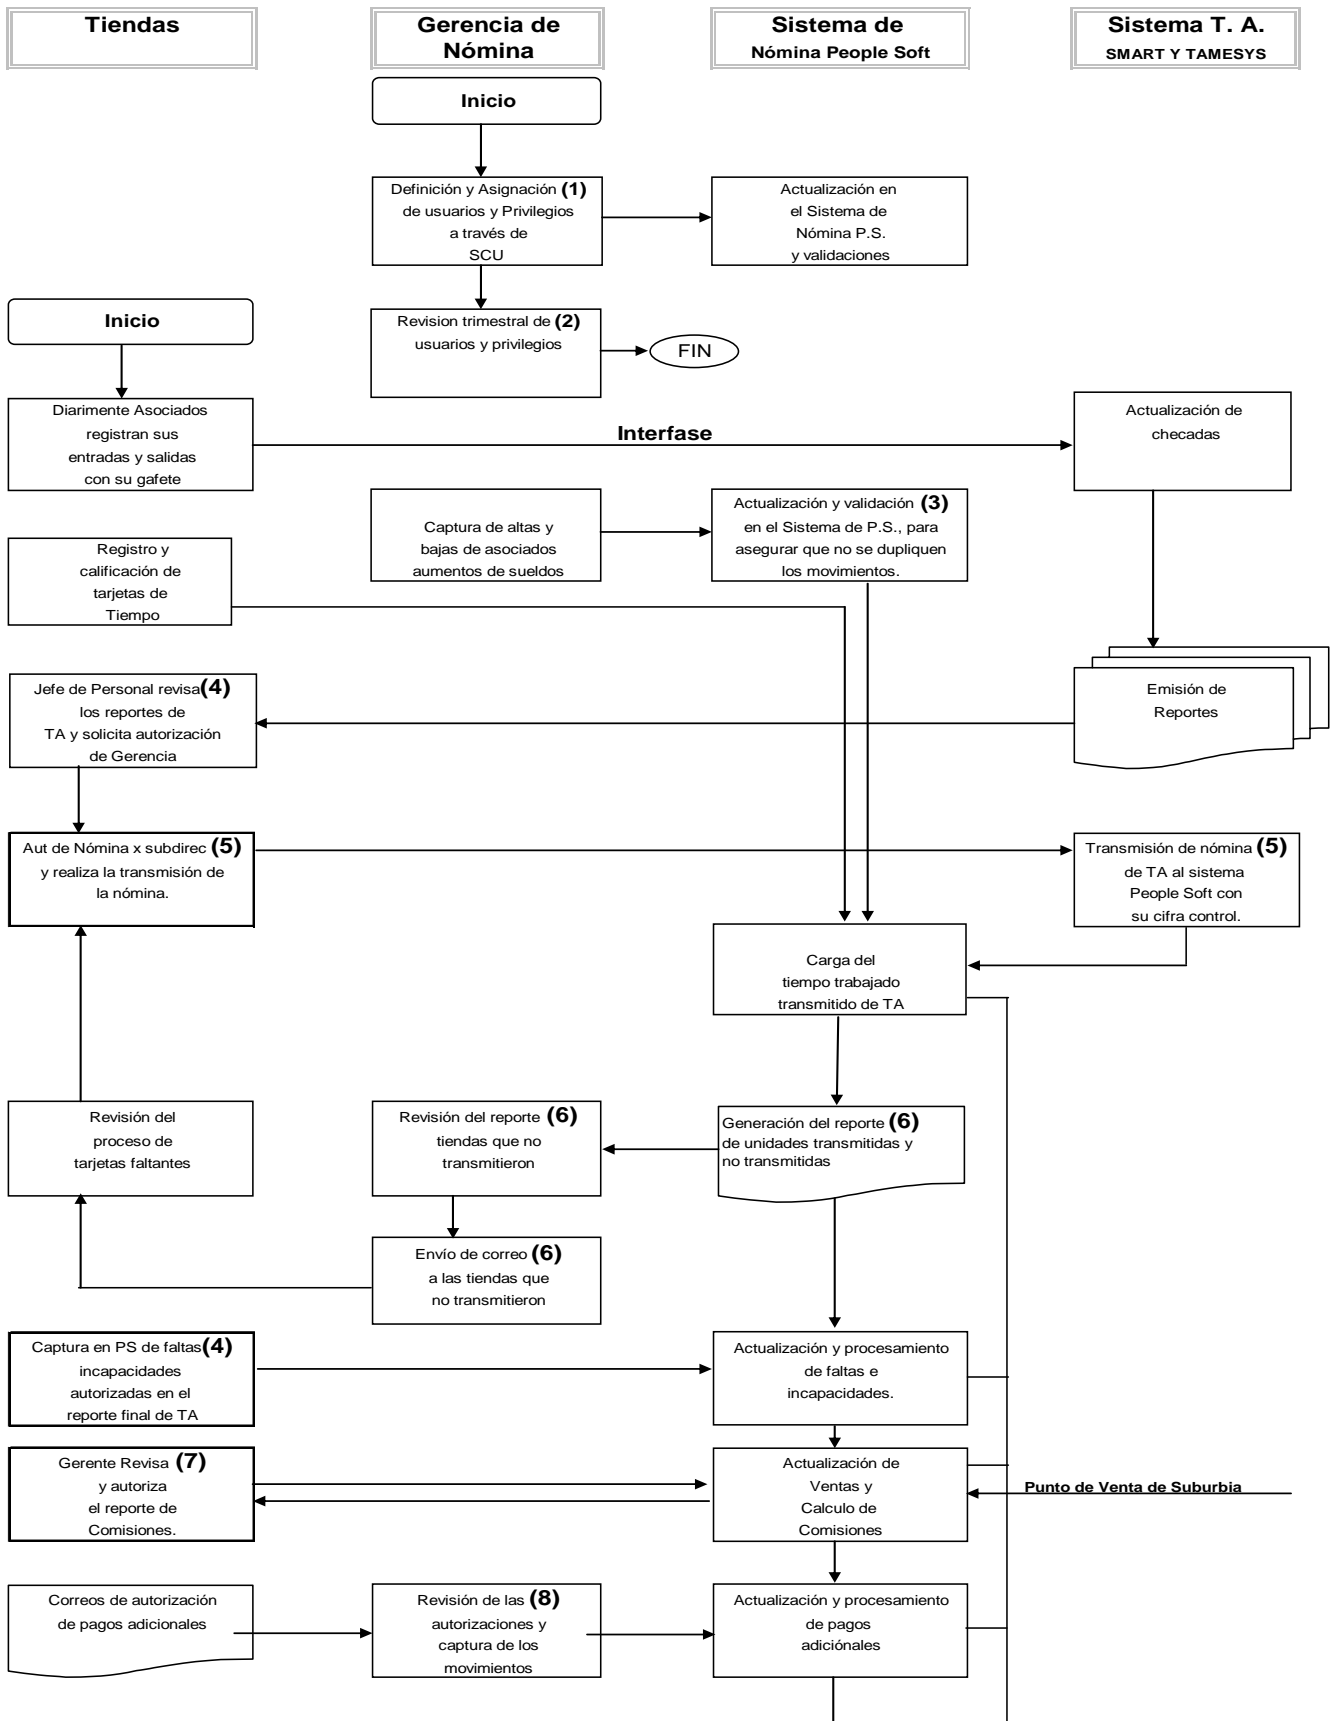 Tiendas
Gerencia de
Nómina
Sistema de
Nómina People Soft
Sistema T. A.
SMART Y TAMESYS
Inicio
Definición y Asignación (1)
de usuarios y Privilegios
a través de
SCU
Actualización en
el Sistema de
Nómina P.S.
y validaciones
Inicio
Revision trimestral de (2)
usuarios y privilegios
FIN
Diarimente Asociados
registran sus
entradas y salidas
con su gafete
Interfase
Actualización de
checadas
Captura de altas y
bajas de asociados
aumentos de sueldos
Actualización y validación (3)
en el Sistema de P.S., para
asegurar que no se dupliquen
los movimientos.
Registro y
calificación de
tarjetas de
Tiempo
Jefe de Personal revisa(4)
los reportes de
TA y solicita autorización
de Gerencia
Emisión de
Reportes
Aut de Nómina x subdirec (5)
y realiza la transmisión de
la nómina.
Transmisión de nómina (5)
de TA al sistema
People Soft con
su cifra control.
Carga del
tiempo trabajado
transmitido de TA
Revisión del
proceso de
tarjetas faltantes
Revisión del reporte (6)
tiendas que no
transmitieron
Generación del reporte (6)
de unidades transmitidas y
no transmitidas
Envío de correo (6)
a las tiendas que
no transmitieron
Captura en PS de faltas(4)
incapacidades
autorizadas en el
reporte final de TA
Actualización y procesamiento
de faltas e
incapacidades.
Gerente Revisa (7)
y autoriza
el reporte de
Comisiones.
Actualización de
Ventas y
Calculo de
Comisiones
Punto de Venta de Suburbia
Correos de autorización
de pagos adicionales
Revisión de las (8)
autorizaciones y
captura de los
movimientos
Actualización y procesamiento
de pagos
adiciónales